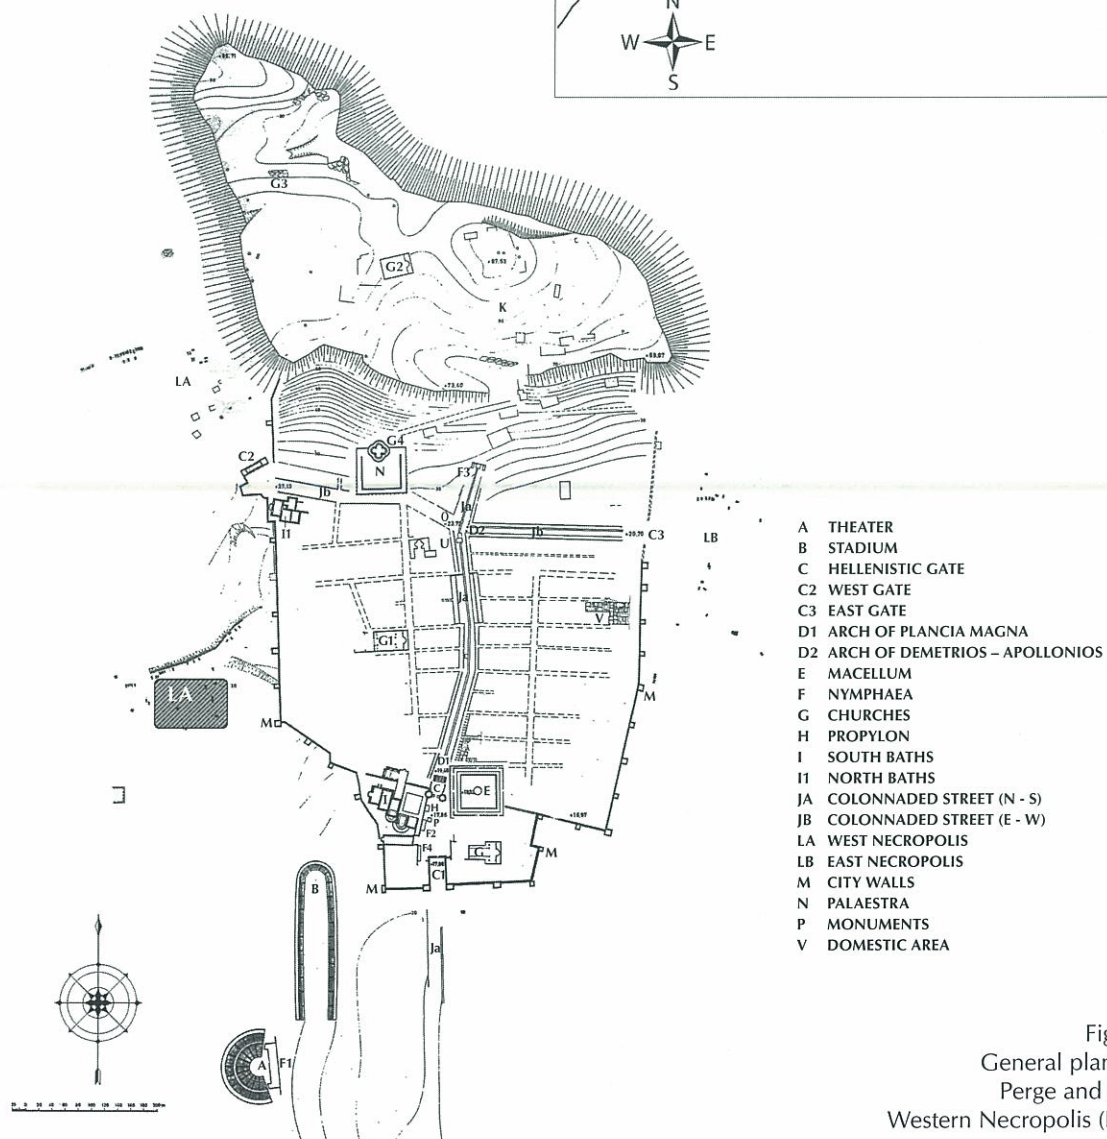 N
W E
S
G3
G2
K
LA
G4
C2
N
F3
Jb
Ja
I1
D2
Jb
C3
LB
U
Ja
V
G1
LA
M
M
D1
C
E
I
H
P
F2
F4
G
M
C1
M
B
Ja
A
F1
A THEATER
B STADIUM
C HELLENISTIC GATE
C2 WEST GATE
C3 EAST GATE
D1 ARCH OF PLANCIA MAGNA
D2 ARCH OF DEMETRIOS – APOLLONIOS
E MACELLUM
F NYMPHAEA
G CHURCHES
H PROPYLON
I SOUTH BATHS
I1 NORTH BATHS
JA COLONNADED STREET (N - S)
JB COLONNADED STREET (E - W)
LA WEST NECROPOLIS
LB EAST NECROPOLIS
M CITY WALLS
N PALAESTRA
P MONUMENTS
V DOMESTIC AREA
Fig
General plan
Perge and
Western Necropolis (